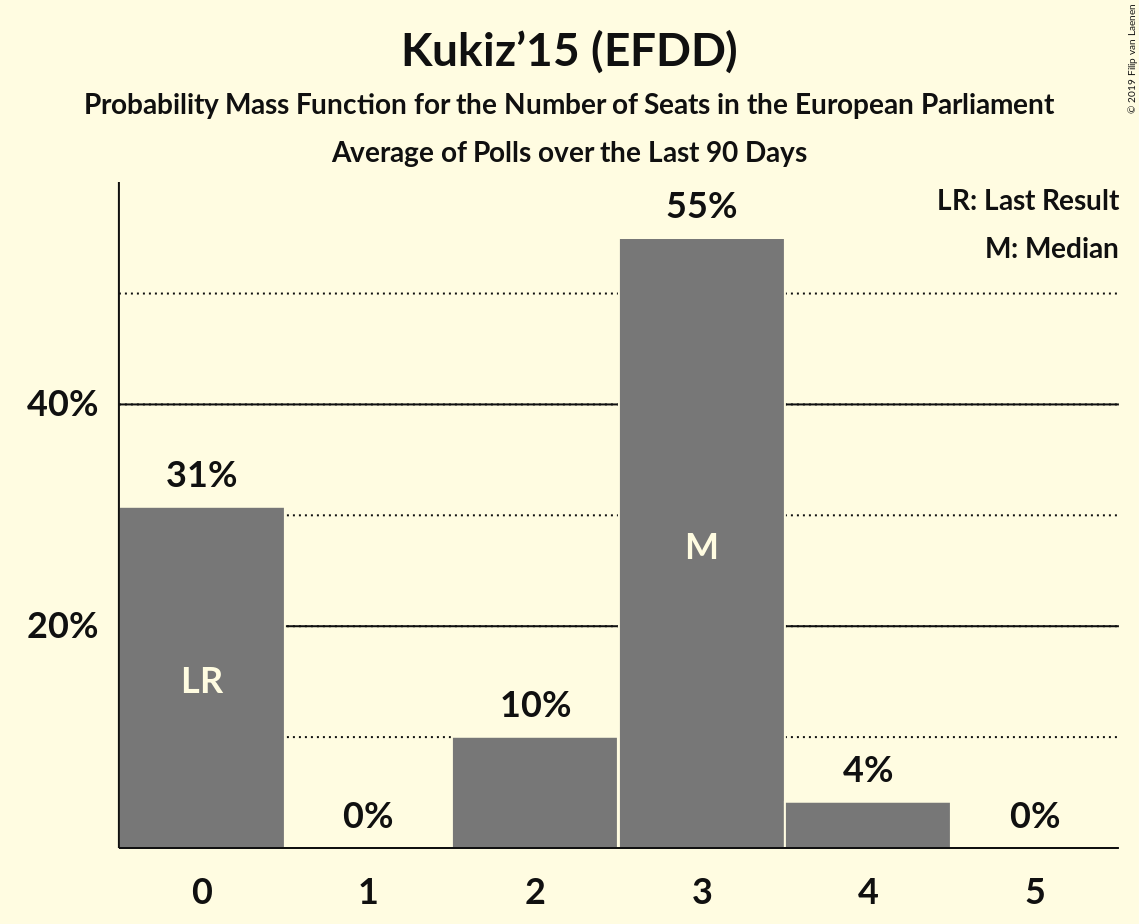 Kukiz’15 (EFDD)
Probability Mass Function for the Number of Seats in the European Parliament
Average of Polls over the Last 90 Days
© 2019 Filip van Laenen
LR: Last Result
M: Median
55%
40%
31%
M
20%
LR
10%
4%
0%
0%
0 1 2 3 4 5